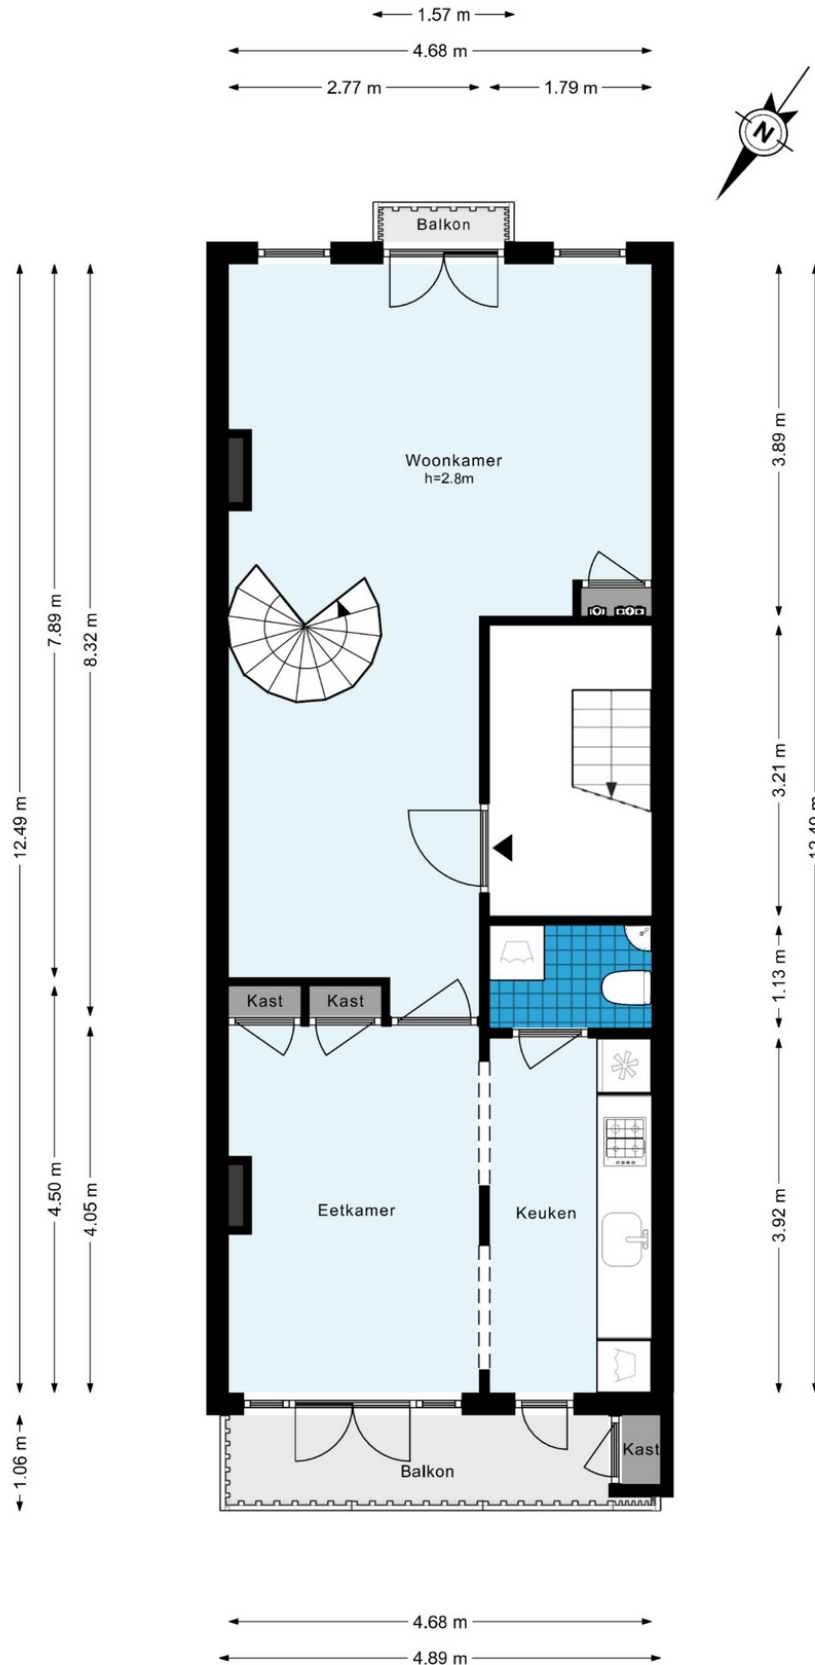 1.57 m
4.68 m
2.77 m
1.79 m
N
Balkon
Woonkamer
h=2.8m
3.89 m
7.89 m
8.32 m
3.21 m
12.49 m
12.49 m
1.13 m
Kast
Kast
4.50 m
4.05 m
Eetkamer
Keuken
3.92 m
1.06 m
Balkon
Kast
4.68 m
4.89 m